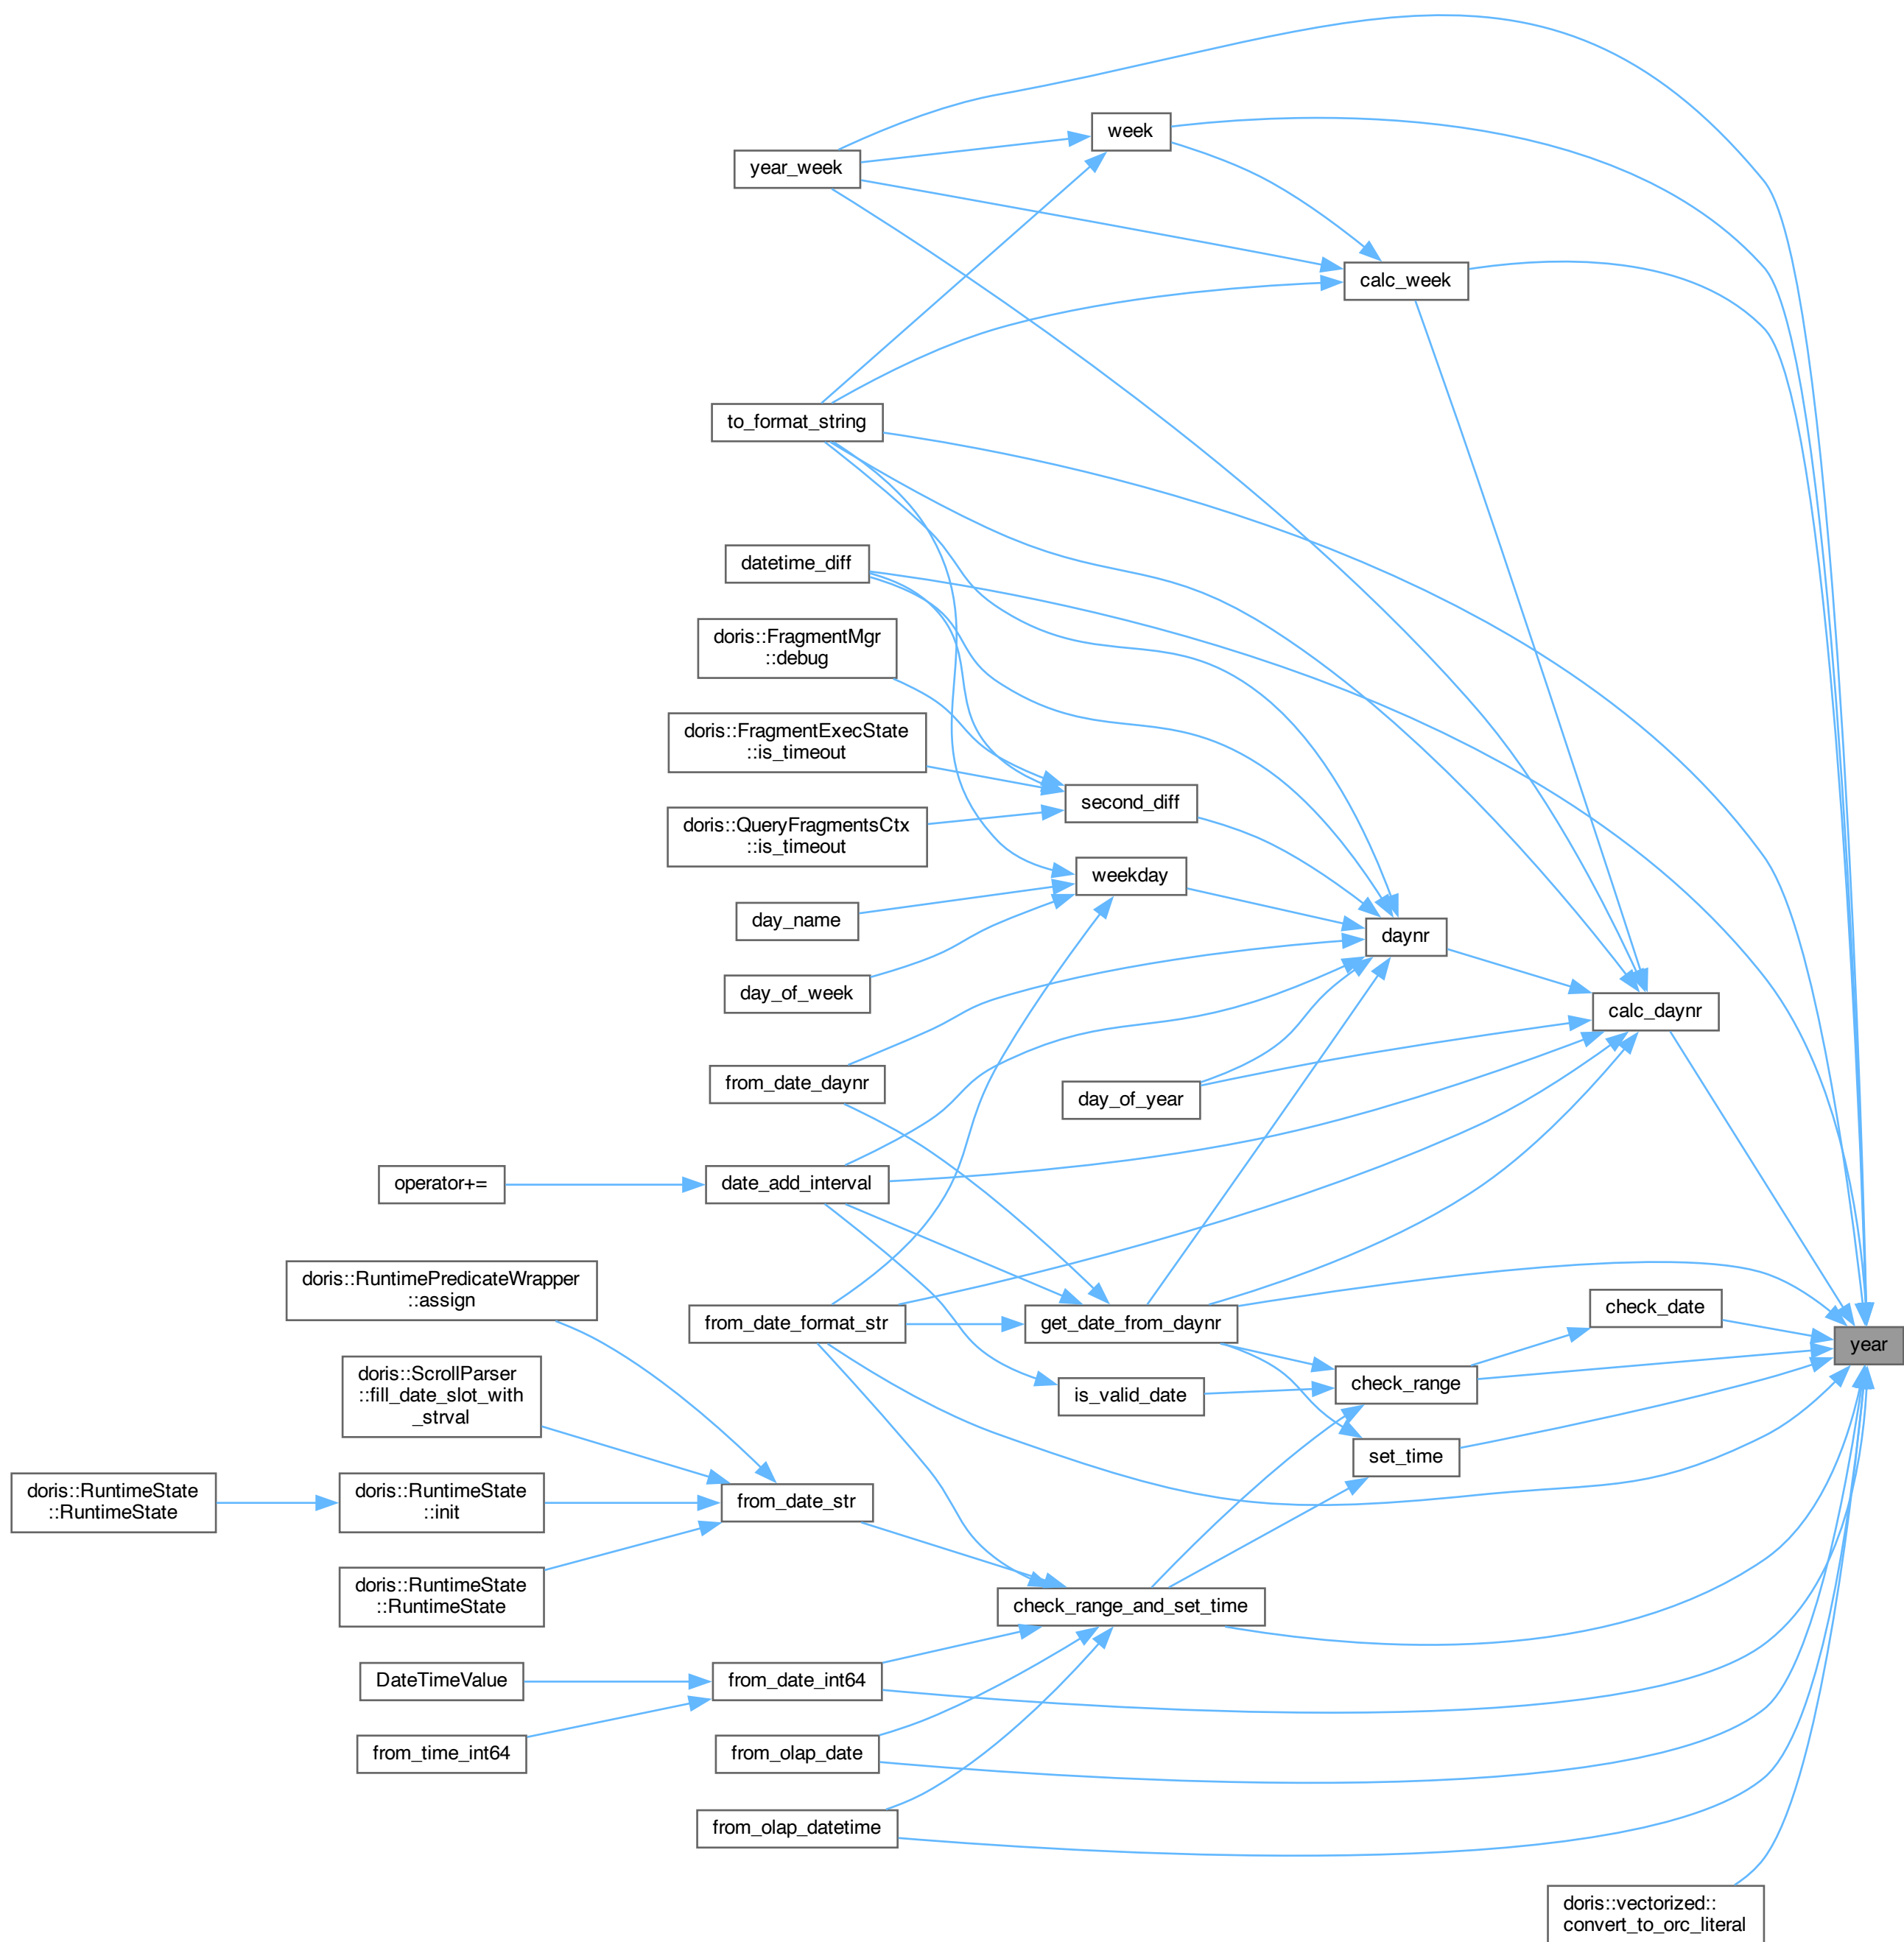 week
year_week
calc_week
to_format_string
datetime_diff
doris::FragmentMgr
::debug
doris::FragmentExecState
::is_timeout
second_diff
doris::QueryFragmentsCtx
::is_timeout
weekday
day_name
daynr
day_of_week
calc_daynr
from_date_daynr
day_of_year
operator+=
date_add_interval
doris::RuntimePredicateWrapper
::assign
check_date
from_date_format_str
get_date_from_daynr
year
doris::ScrollParser
::fill_date_slot_with
_strval
check_range
is_valid_date
set_time
doris::RuntimeState
::RuntimeState
doris::RuntimeState
::init
from_date_str
doris::RuntimeState
::RuntimeState
check_range_and_set_time
DateTimeValue
from_date_int64
from_time_int64
from_olap_date
from_olap_datetime
doris::vectorized::
convert_to_orc_literal